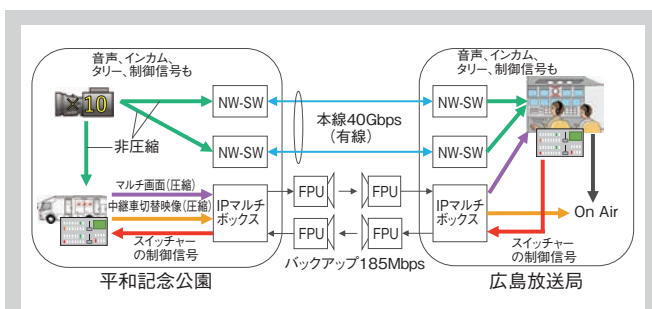 音声、インカム、
タリー、制御信号も
×10
非圧縮
NW-SW
NW-SW
本線40Gbps
(有線)
マルチ画面(圧縮)
中継車切替映像(圧縮)
スイッチャー
の制御信号
IPマルチ
ボックス
FPU
FPU
FPU
FPU
バックアップ185Mbps
平和記念公園
音声、インカム、
タリー、制御信号も
NW-SW
NW-SW
IPマルチ
ボックス
On Air
スイッチャー
の制御信号
広島放送局